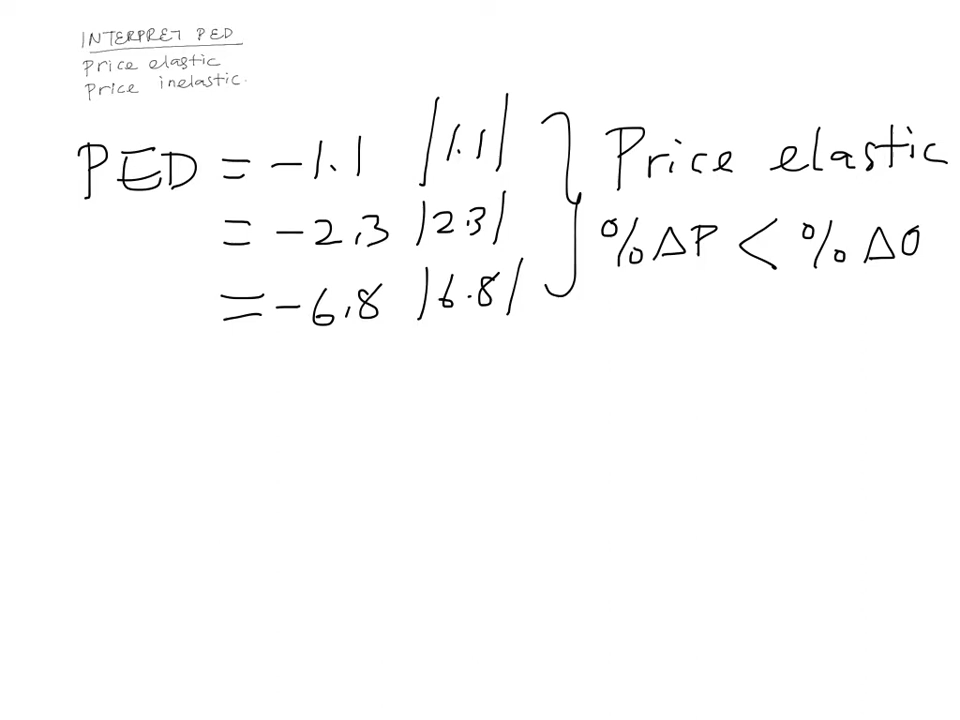 INTERPRET PED
Price elastic
Price inelastic.
PED = -1.1 |1.1| } Price elastic
= -2.3 |2.3| %ΔP < %ΔQ
= -6.8 |6.8|